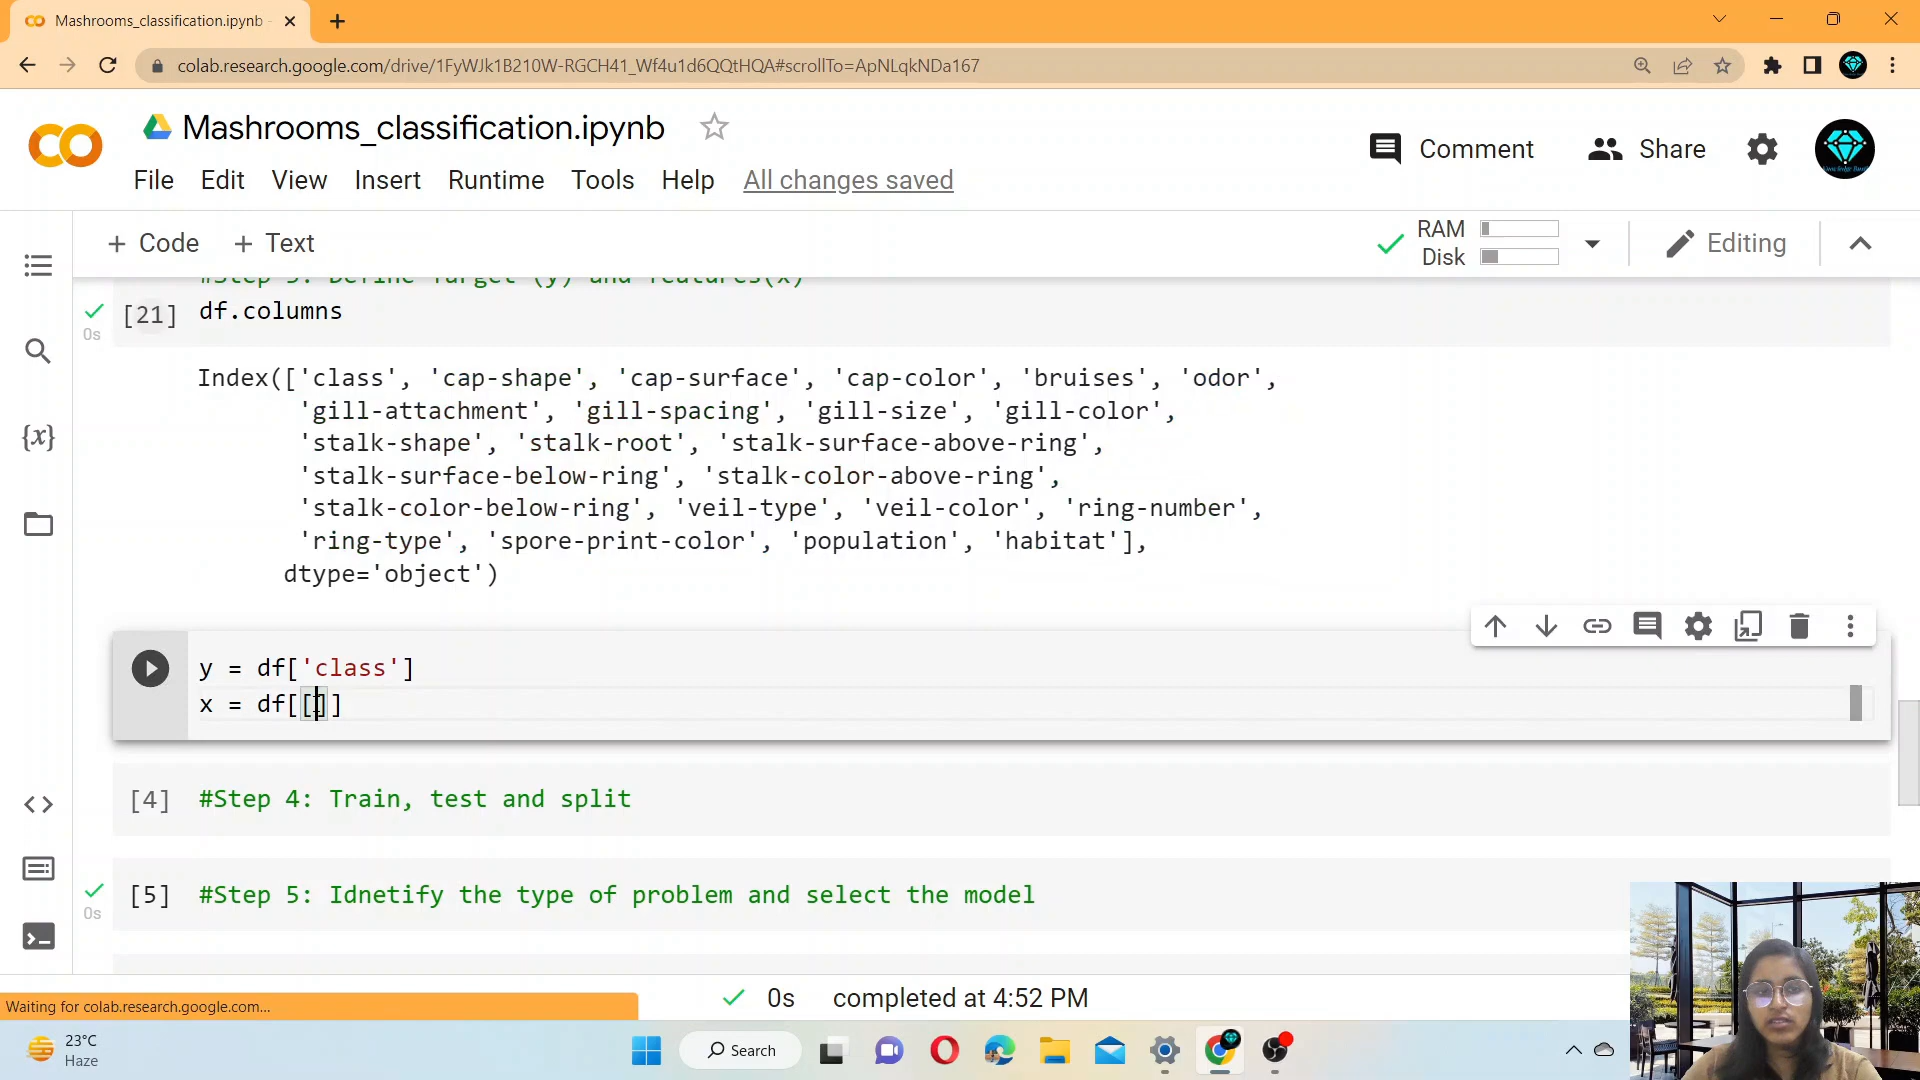 Mashrooms_classification.ipynb -
colab.research.google.com/drive/1FyWJk1B210W-RGCH41_Wf4u1d6QQtHQA#scrollTo=ApNLqkNDa167
Mashrooms_classification.ipynb
Comment
Share
File Edit View Insert Runtime Tools Help All changes saved
+ Code + Text
RAM
Disk
Editing
#Step 3: Define Target (y) and features(x)
[21] df.columns
0s
Index(['class', 'cap-shape', 'cap-surface', 'cap-color', 'bruises', 'odor',
'gill-attachment', 'gill-spacing', 'gill-size', 'gill-color',
'stalk-shape', 'stalk-root', 'stalk-surface-above-ring',
'stalk-surface-below-ring', 'stalk-color-above-ring',
'stalk-color-below-ring', 'veil-type', 'veil-color', 'ring-number',
'ring-type', 'spore-print-color', 'population', 'habitat'],
dtype='object')
y = df['class']
x = df[[]]
[4] #Step 4: Train, test and split
[5] #Step 5: Idnetify the type of problem and select the model
0s
0s completed at 4:52 PM
Waiting for colab.research.google.com...
23°C
Haze
Search